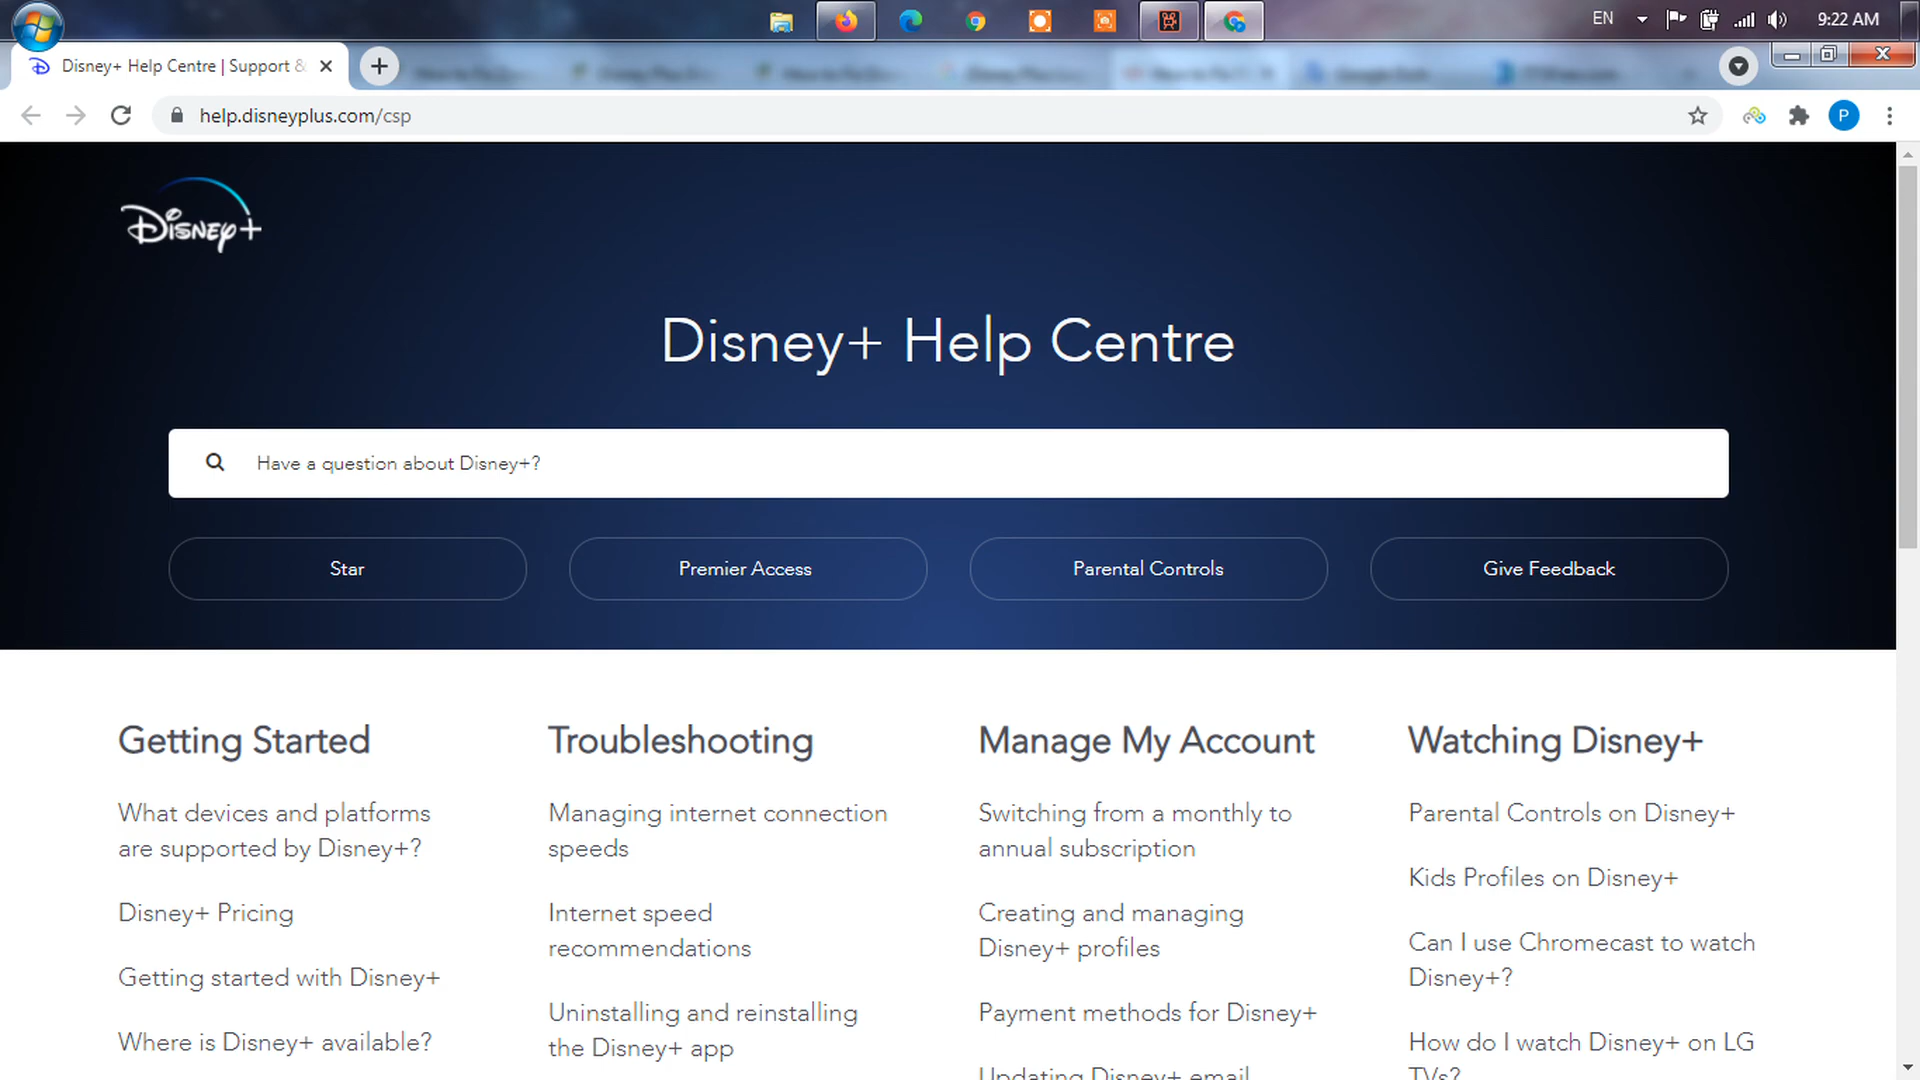 EN
9:22 AM
Disney+ Help Centre | Support &
help.disneyplus.com/csp
P
Disney+
Disney+ Help Centre
Have a question about Disney+?
Star
Premier Access
Parental Controls
Give Feedback
Getting Started
What devices and platforms
are supported by Disney+?
Disney+ Pricing
Getting started with Disney+
Where is Disney+ available?
Troubleshooting
Managing internet connection
speeds
Internet speed
recommendations
Uninstalling and reinstalling
the Disney+ app
Manage My Account
Switching from a monthly to
annual subscription
Creating and managing
Disney+ profiles
Payment methods for Disney+
Updating Disney+ email
Watching Disney+
Parental Controls on Disney+
Kids Profiles on Disney+
Can I use Chromecast to watch
Disney+?
How do I watch Disney+ on LG
TVs?